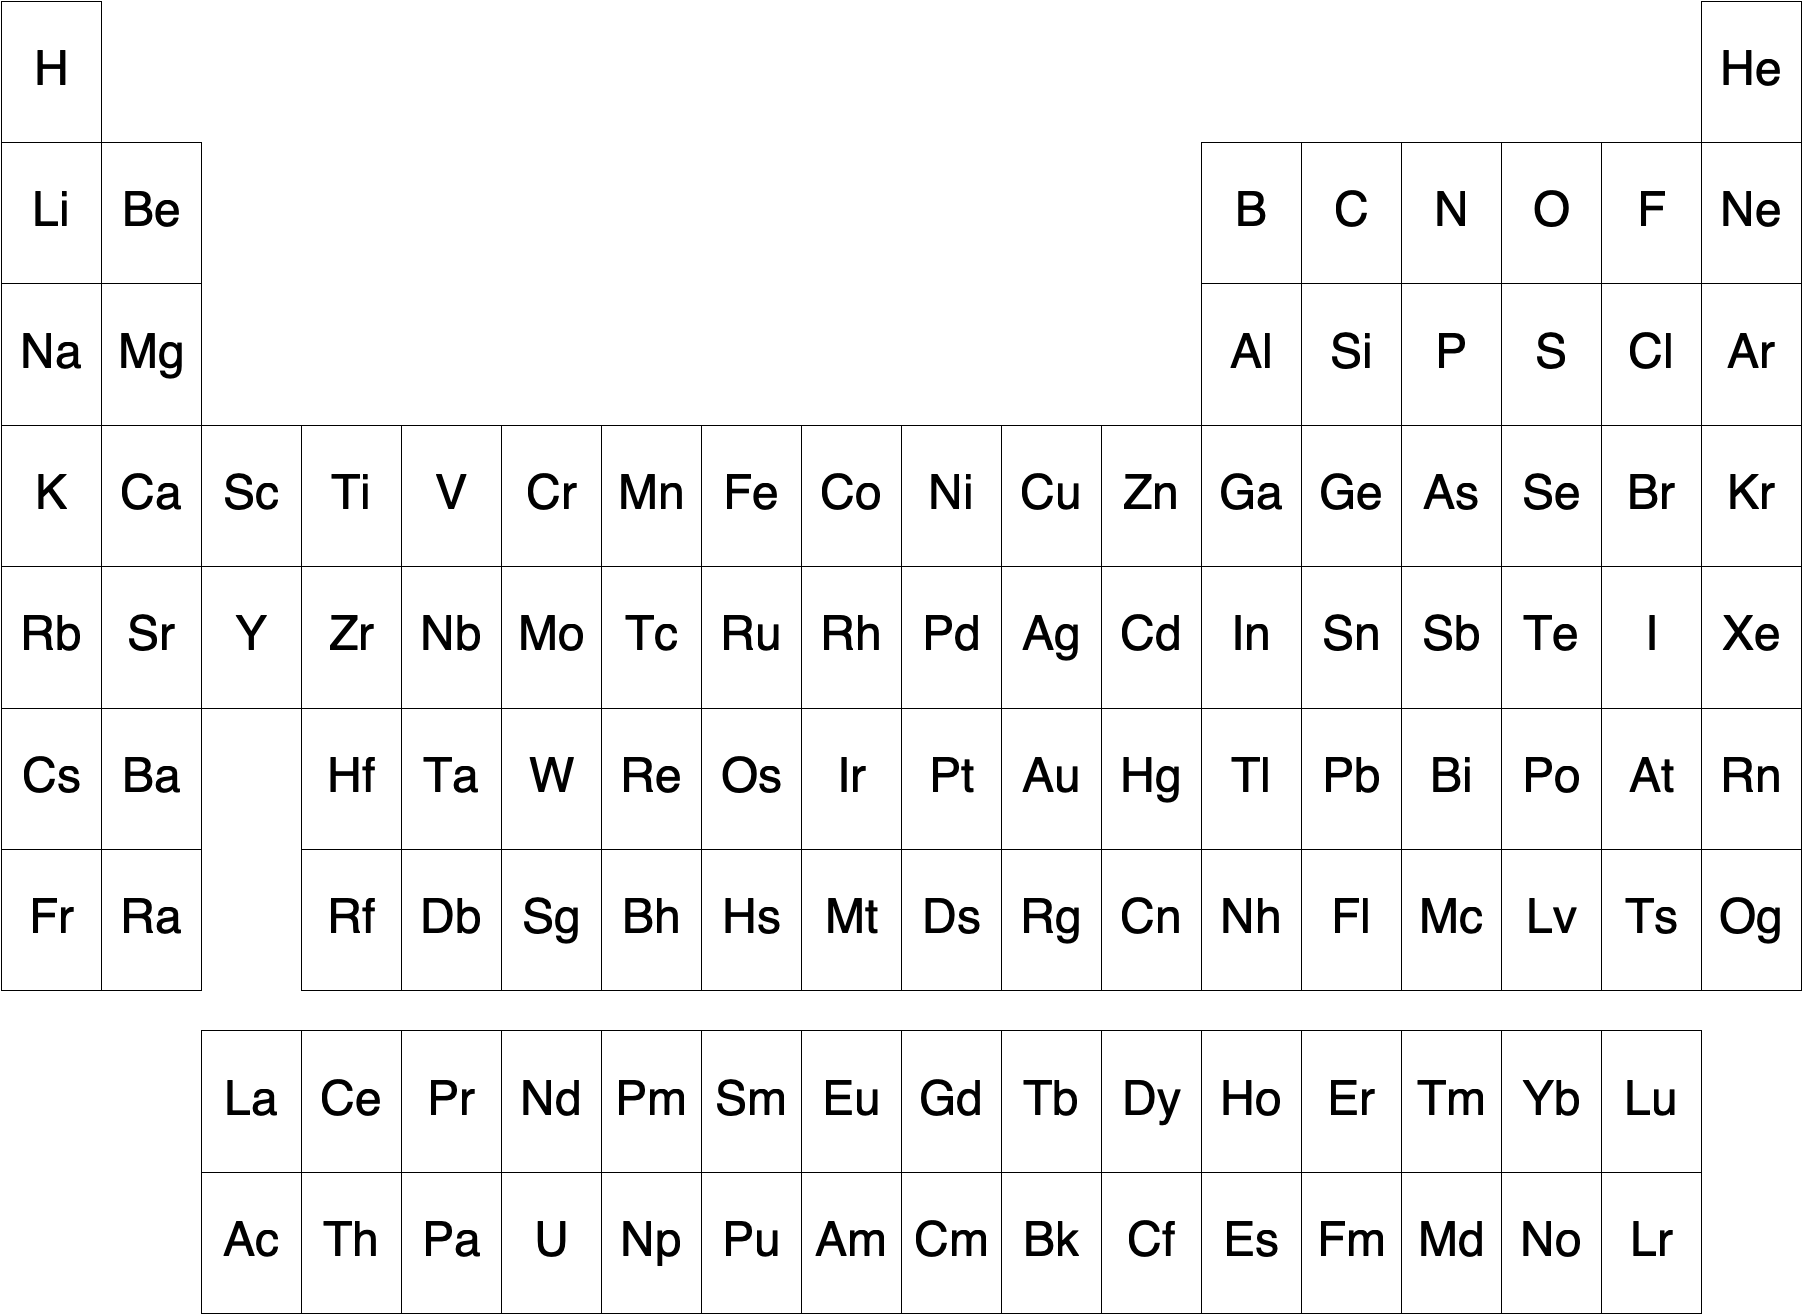 H He
Li Be B C N O F Ne
Na Mg Al Si P S Cl Ar
K Ca Sc Ti V Cr Mn Fe Co Ni Cu Zn Ga Ge As Se Br Kr
Rb Sr Y Zr Nb Mo Tc Ru Rh Pd Ag Cd In Sn Sb Te I Xe
Cs Ba Hf Ta W Re Os Ir Pt Au Hg Tl Pb Bi Po At Rn
Fr Ra Rf Db Sg Bh Hs Mt Ds Rg Cn Nh Fl Mc Lv Ts Og
La Ce Pr Nd Pm Sm Eu Gd Tb Dy Ho Er Tm Yb Lu
Ac Th Pa U Np Pu Am Cm Bk Cf Es Fm Md No Lr